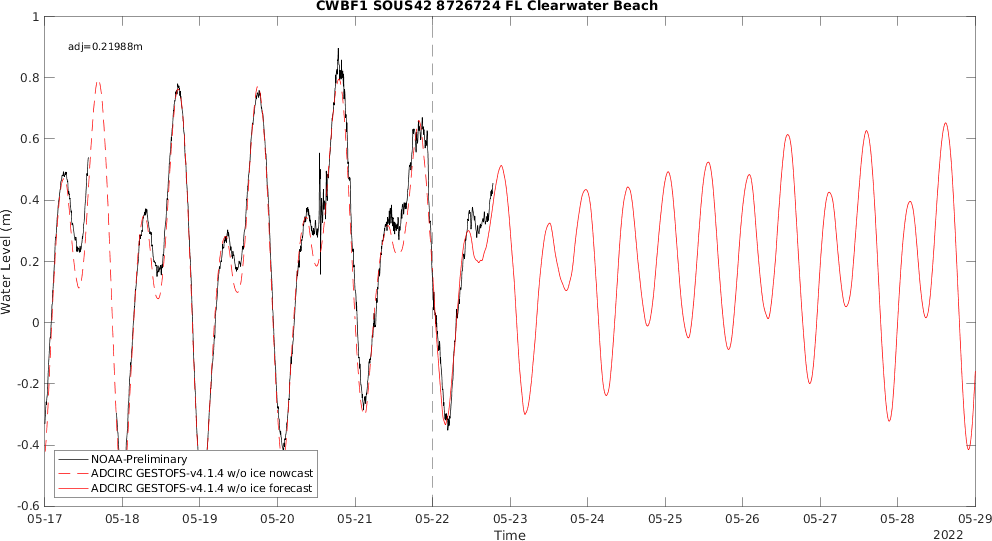 CWBF1 SOUS42 8726724 FL Clearwater Beach
adj=0.21988m
Water Level (m)
1
0.8
0.6
0.4
0.2
0
-0.2
-0.4
-0.6
NOAA-Preliminary
ADCIRC GESTOFS-v4.1.4 w/o ice nowcast
ADCIRC GESTOFS-v4.1.4 w/o ice forecast
05-17 05-18 05-19 05-20 05-21 05-22 05-23 05-24 05-25 05-26 05-27 05-28 05-29
Time
2022